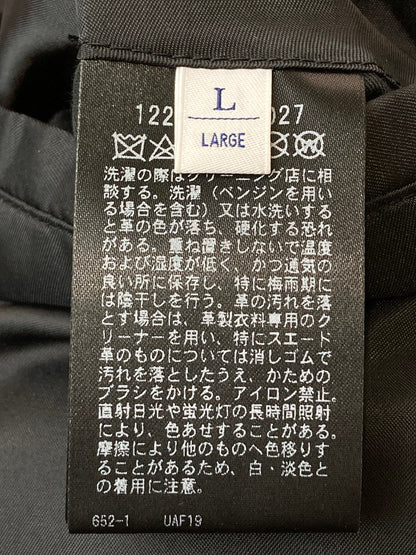 L
LARGE
122 027
洗濯の際はクリーニング店に相
談する。洗濯(ベンジンを用い
る場合を含む)又は水洗いする
と革の色が落ち、硬化する恐れ
がある。重ね置きしないで温度
および湿度が低く、かつ通気の
良い所に保存し、特に梅雨期に
は陰干しを行う。革の汚れを落
とす場合は、革製衣料専用のク
リーナーを用い、特にスエード
革のものについては消しゴムで
汚れを落としたうえ、かための
ブラシをかける。アイロン禁止。
直射日光や蛍光灯の長時間照射
により、色あせすることがある。
摩擦により他のものへ色移りす
ることがあるため、白・淡色と
の着用に注意。
652-1 UAF19